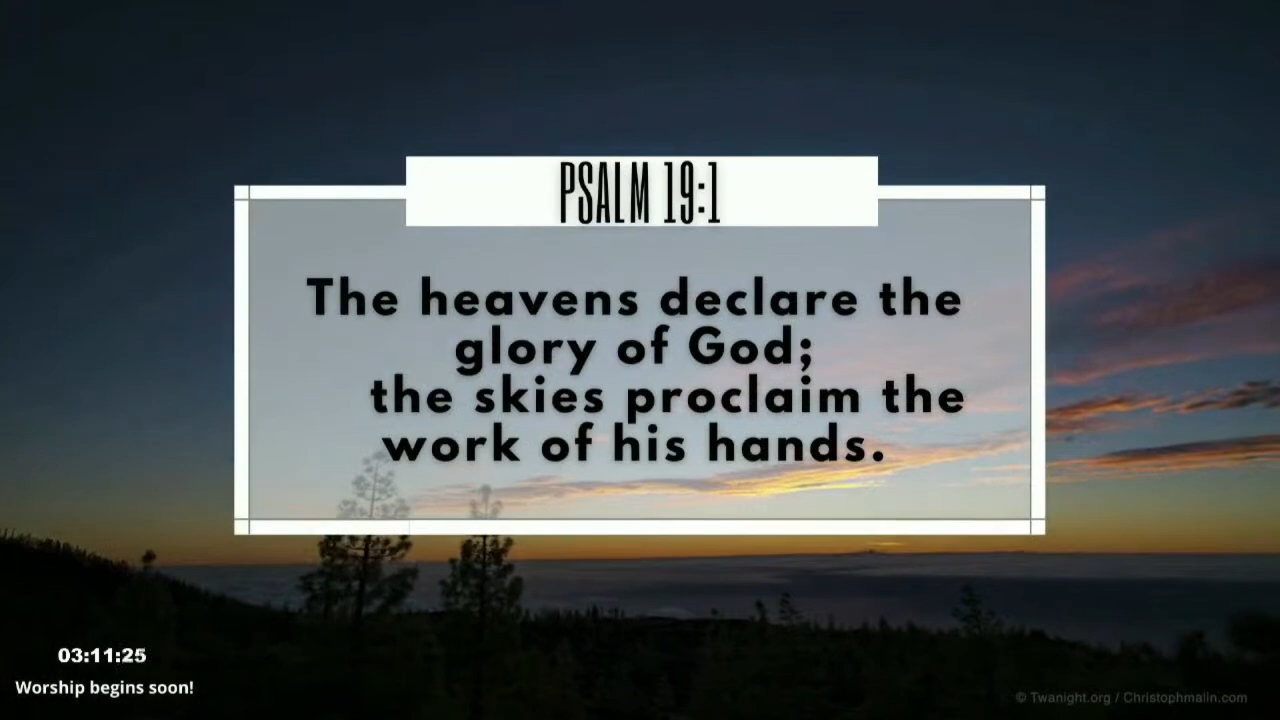 PSALM 19:1
The heavens declare the
glory of God;
the skies proclaim the
work of his hands.
03:11:25
Worship begins soon!
© Twanight.org / Christophmalin.com